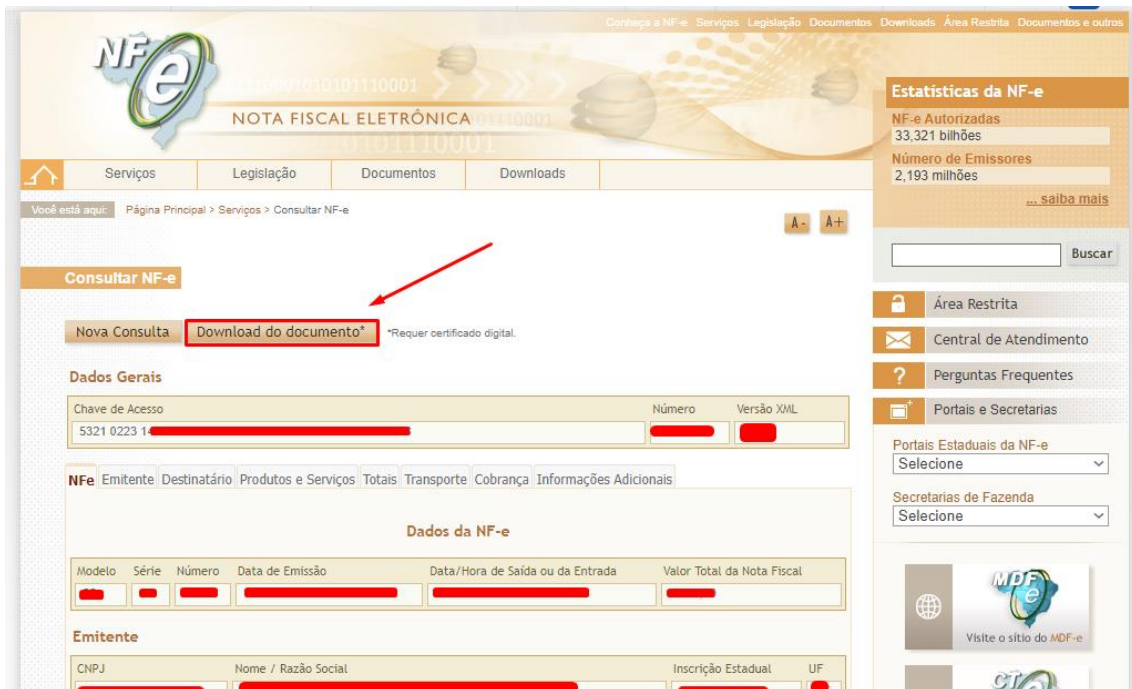 Conheça a NF-e Serviços Legislação Documentos Downloads Área Restrita Documentos e outros
NFe
NOTA FISCAL ELETRÔNICA
Estatísticas da NF-e
NF-e Autorizadas
33,321 bilhões
Número de Emissores
2,193 milhões
... saiba mais
Serviços Legislação Documentos Downloads
Você está aqui: Página Principal > Serviços > Consultar NF-e
A- A+
Buscar
Consultar NF-e
Nova Consulta Download do documento* *Requer certificado digital.
Área Restrita
Central de Atendimento
? Perguntas Frequentes
Portais e Secretarias
Dados Gerais
Chave de Acesso Número Versão XML
5321 0223
Portais Estaduais da NF-e
Selecione
Secretarias de Fazenda
Selecione
NFe Emitente Destinatário Produtos e Serviços Totais Transporte Cobrança Informações Adicionais
Dados da NF-e
Modelo Série Número Data de Emissão Data/Hora de Saída ou da Entrada Valor Total da Nota Fiscal
MDFe
Visite o sítio do MDF-e
Emitente
CNPJ Nome / Razão Social Inscrição Estadual UF